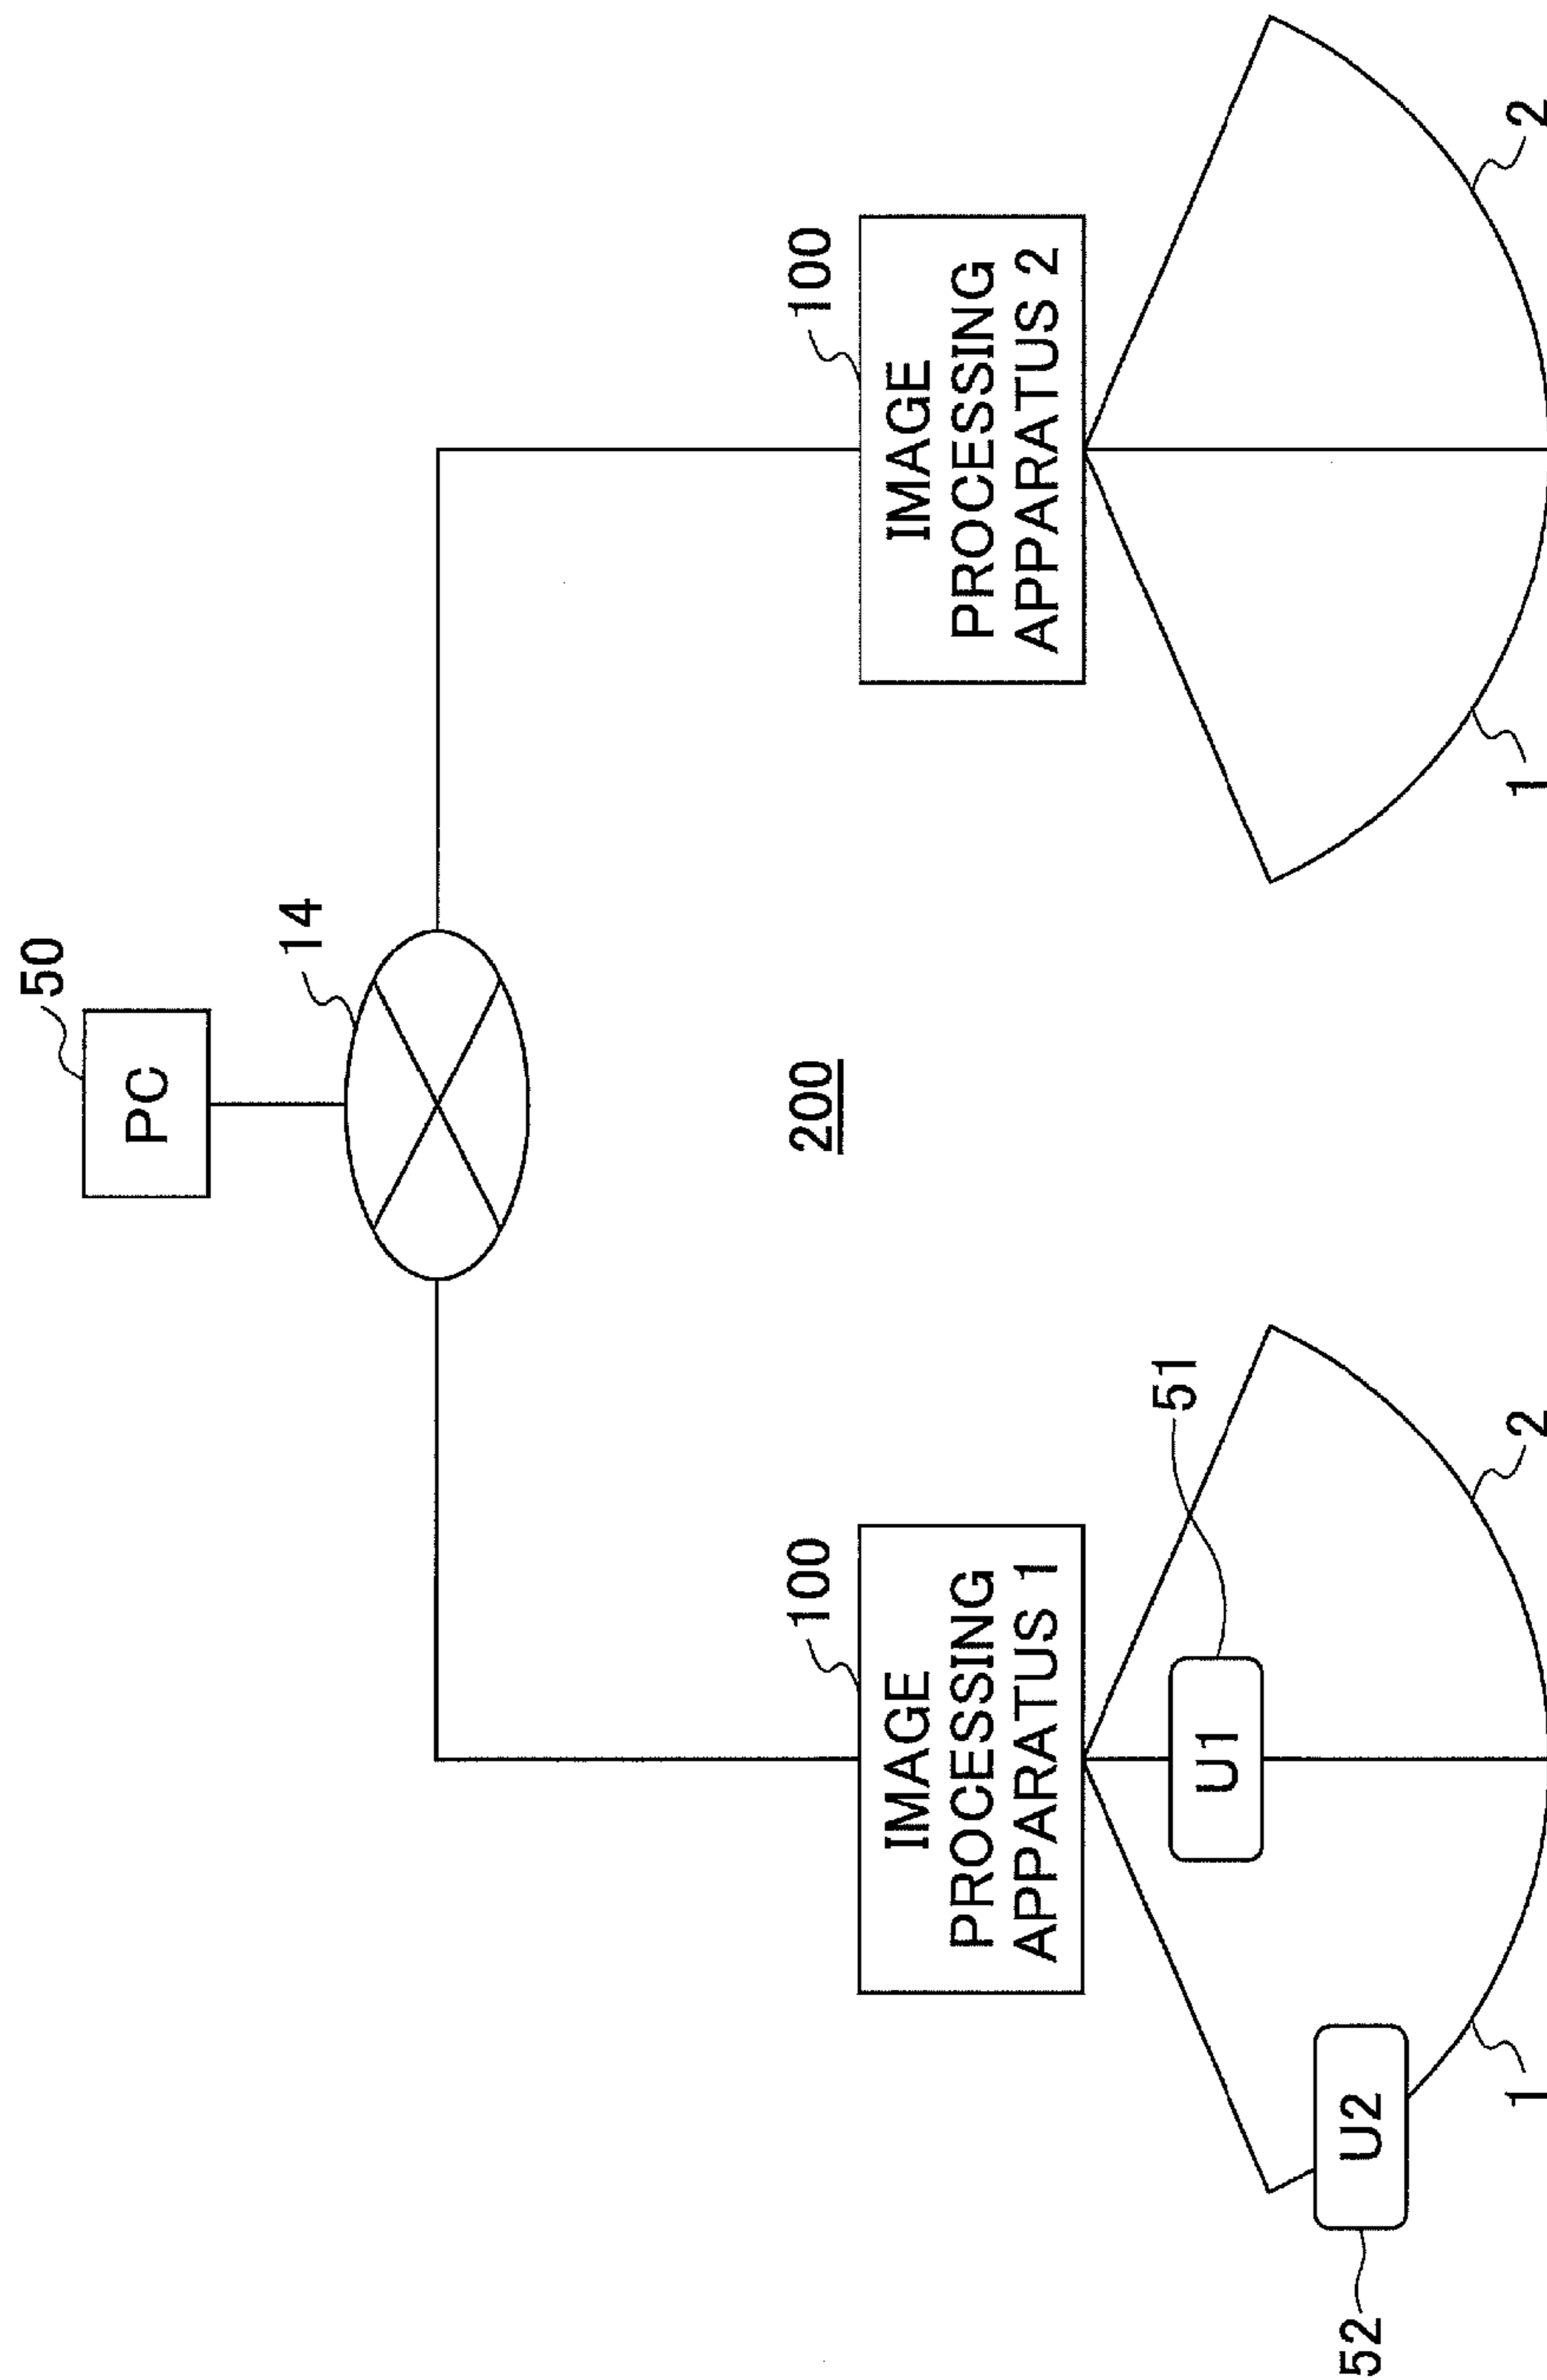 50
PC
14
100
200
100
IMAGE
PROCESSING
APPARATUS 1
IMAGE
PROCESSING
APPARATUS 2
51
U1
52
U2
1
2
1
2